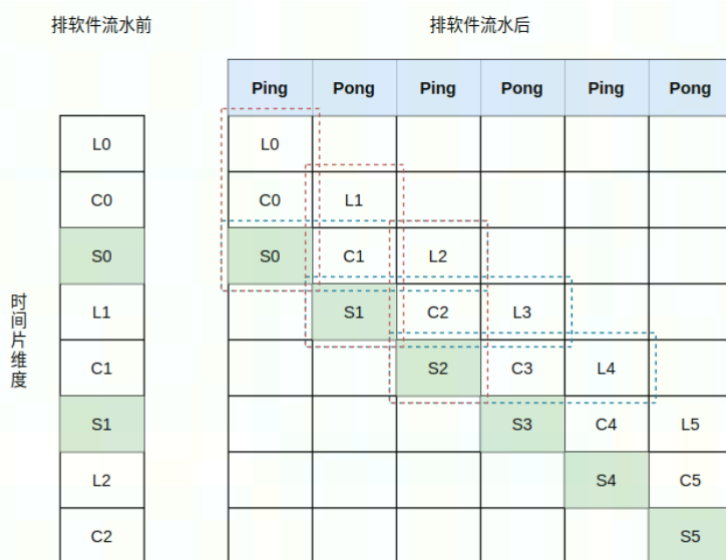 排软件流水前
排软件流水后
Ping Pong Ping Pong Ping Pong
L0 L0
C0 C0 L1
S0 S0 C1 L2
L1 S1 C2 L3
C1 S2 C3 L4
S1 S3 C4 L5
L2 S4 C5
C2 S5
时间片维度